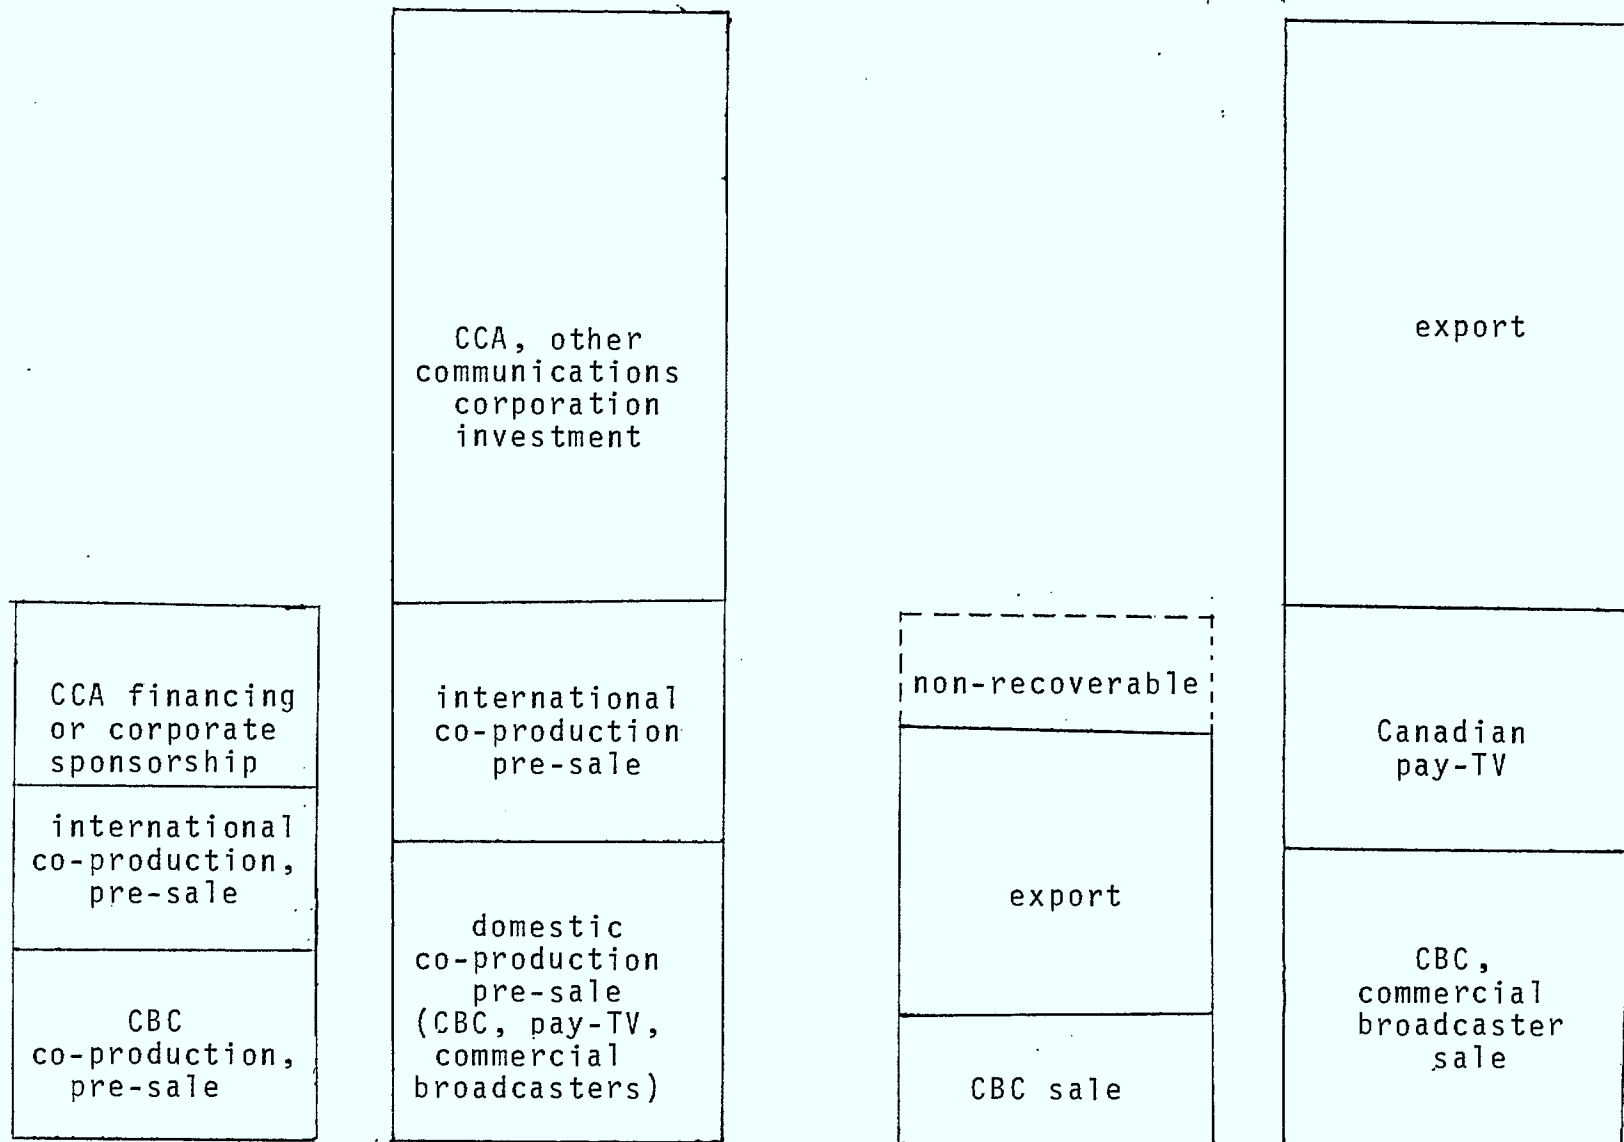 CCA financing
or corporate
sponsorship
international
co-production,
pre-sale
CBC
co-production,
pre-sale
CCA, other
communications
corporation
investment
international
co-production
pre-sale
domestic
co-production
pre-sale
(CBC, pay-TV,
commercial
broadcasters)
non-recoverable
export
CBC sale
export
Canadian
pay-TV
CBC,
commercial
broadcaster
sale